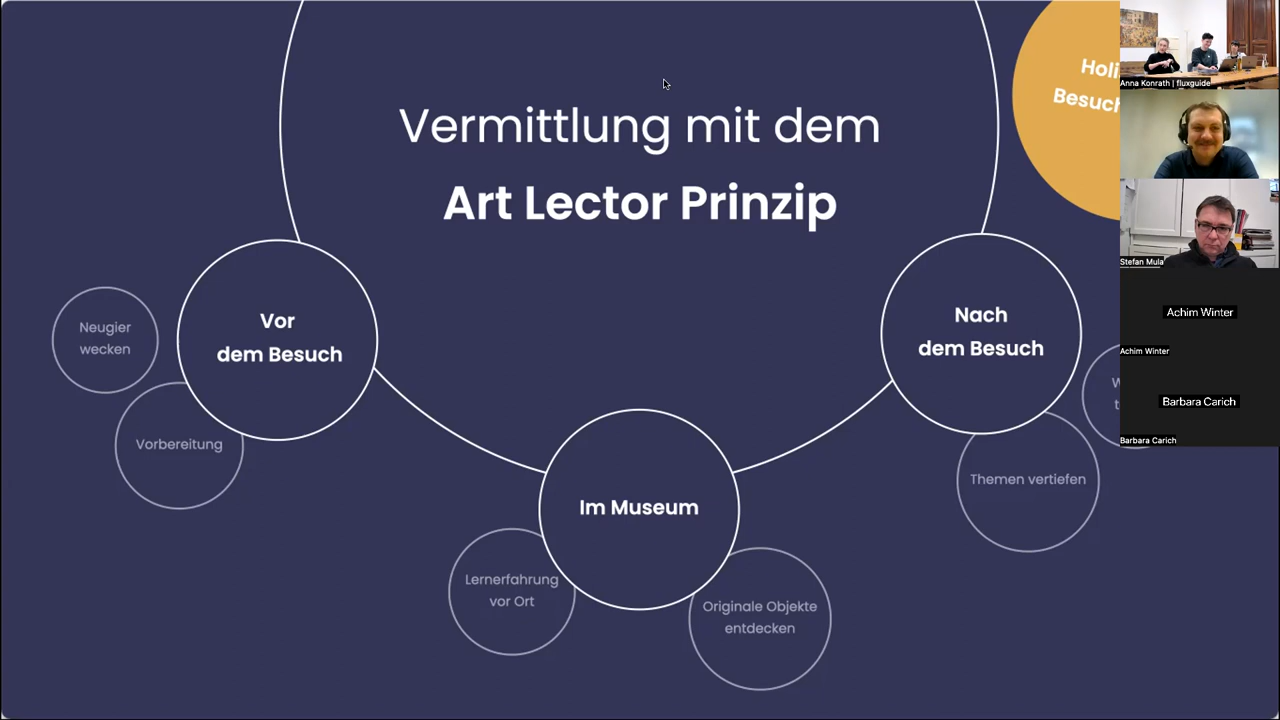 Vermittlung mit dem
Art Lector Prinzip
Vor
dem Besuch
Neugier
wecken
Vorbereitung
Im Museum
Lernerfahrung
vor Ort
Originale Objekte
entdecken
Nach
dem Besuch
Themen vertiefen
Anna Konrath | fluxguide
Stefan Mula
Achim Winter
Achim Winter
Barbara Carich
Barbara Carich